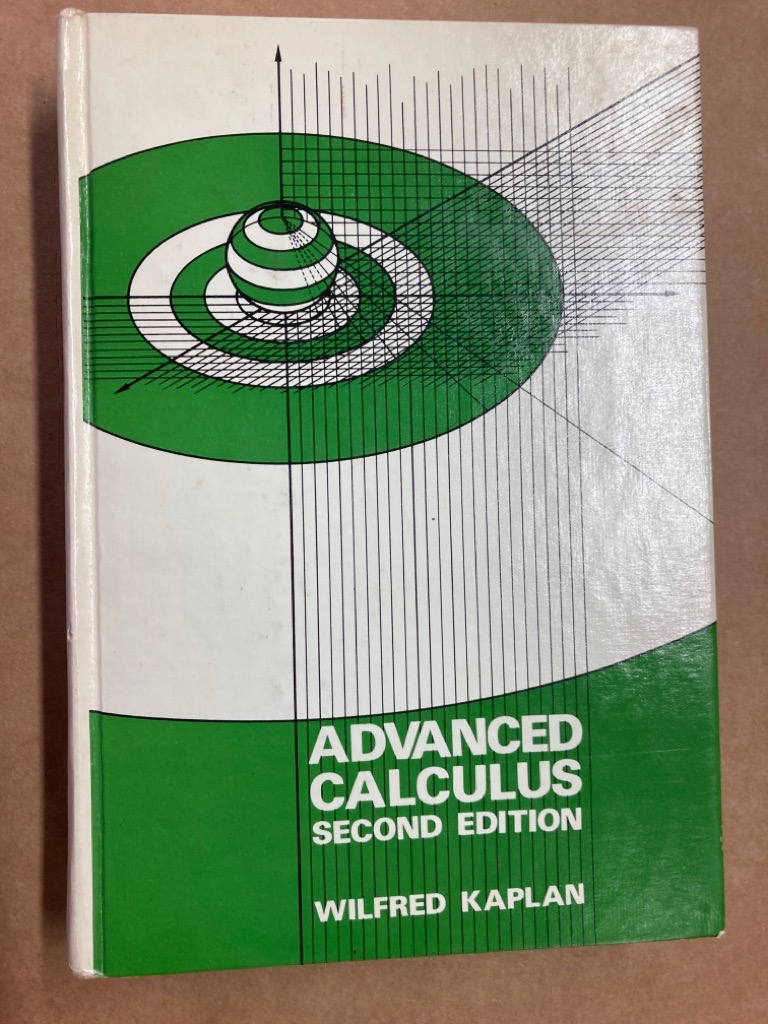 ADVANCED
CALCULUS
SECOND EDITION
WILFRED KAPLAN